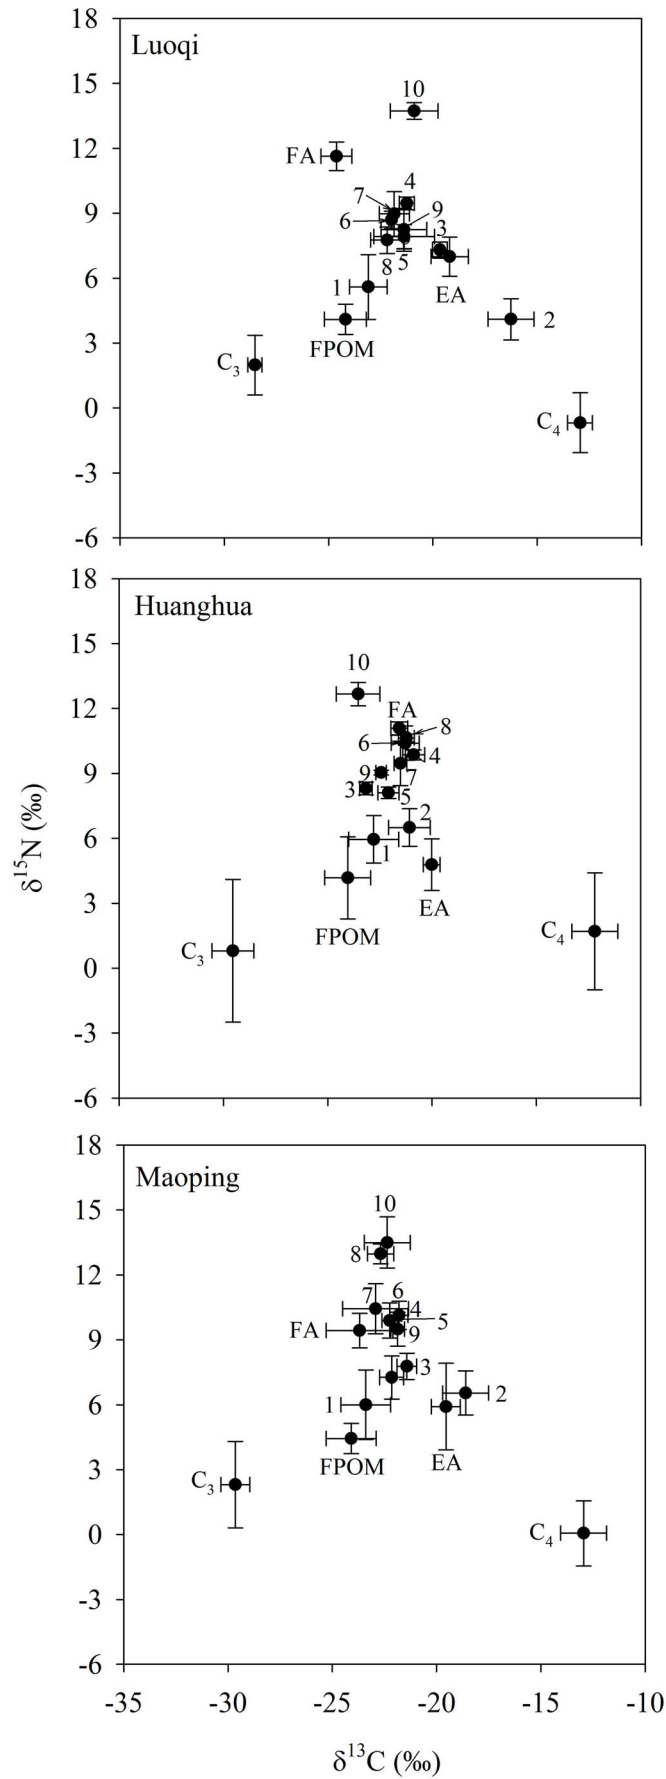 18
Luoqi
15
10
12
FA
4
7
9
9
6
3
8
5
6
EA
1
2
FPOM
3
C₃
0
C₄
-3
-6
18
Huanghua
15
10
12
FA
8
6
4
9
9
7
3
5
2
6
1
EA
3
FPOM
C₃
C₄
0
-3
-6
δ¹⁵N (‰)
18
Maoping
15
10
8
12
7
6
4
5
FA
9
9
3
6
1
2
EA
FPOM
3
C₃
0
C₄
-3
-6
-35 -30 -25 -20 -15 -10
δ¹³C (‰)